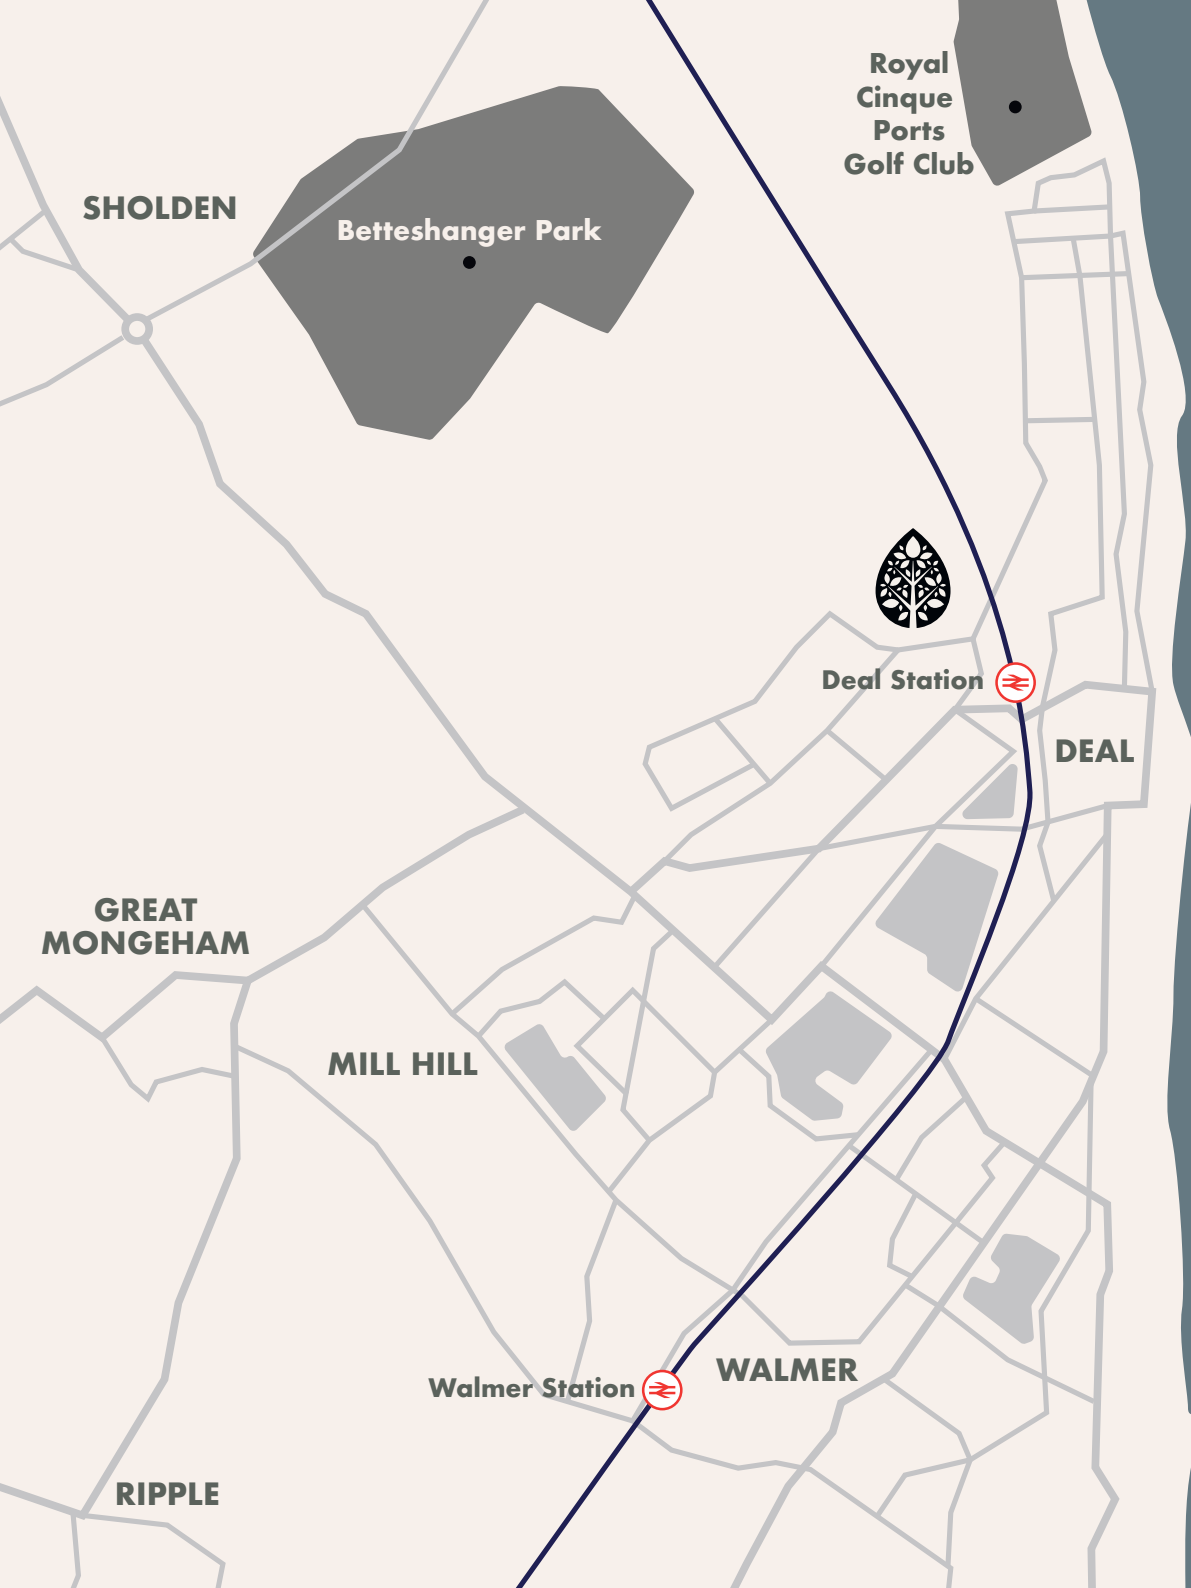 Royal
Cinque
Ports
Golf Club
SHOLDEN
Betteshanger Park
Deal Station
DEAL
GREAT
MONGEHAM
MILL HILL
WALMER
Walmer Station
RIPPLE